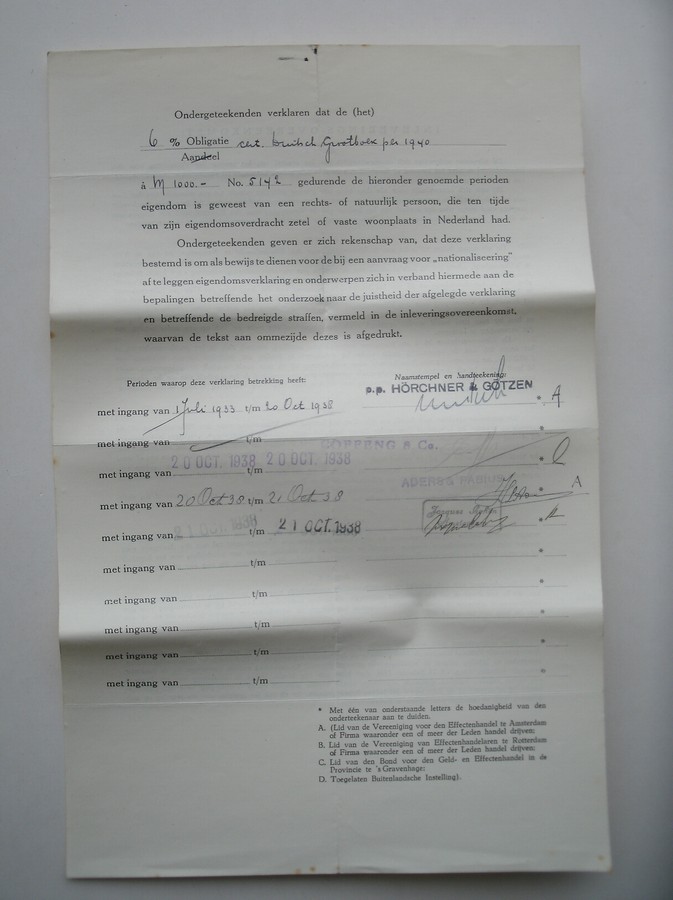 Ondergeteekenden verklaren dat de (het)
6 % Obligatie cert. Duitsch Grootboek per 1940
Aandeel
à M 1000.- No. 5142 gedurende de hieronder genoemde perioden
eigendom is geweest van een rechts- of natuurlijk persoon, die ten tijde
van zijn eigendomsoverdracht zetel of vaste woonplaats in Nederland had.
Ondergeteekenden geven er zich rekenschap van, dat deze verklaring
bestemd is om als bewijs te dienen voor de bij een aanvraag voor „nationaliseering"
af te leggen eigendomsverklaring en onderwerpen zich in verband hiermede aan de
bepalingen betreffende het onderzoek naar de juistheid der afgelegde verklaring
en betreffende de bedreigde straffen, vermeld in de inleveringsovereenkomst,
waarvan de tekst aan ommezijde dezes is afgedrukt.
Perioden waarop deze verklaring betrekking heeft:
Naamstempel en Handteekening:
p.p. HÖRCHNER & GÖTZEN
met ingang van 1 Juli 1933 t/m 20 Oct 1938 * A
met ingang van t/m
KOFFENG & Co.
met ingang van 20 OCT. 1938 t/m 20 OCT. 1938 *
ADERS & FABIUS
met ingang van 20 Oct 38 t/m 21 Oct 38 * A
met ingang van 21 OCT. 1938 t/m 21 OCT. 1938 * A
met ingang van t/m *
met ingang van t/m *
met ingang van t/m *
met ingang van t/m *
met ingang van t/m *
* Met één van onderstaande letters de hoedanigheid van den
onderteekenaar aan te duiden.
A. (Lid van de Vereeniging voor den Effectenhandel te Amsterdam
of Firma waaronder een of meer der Leden handel drijven;
B. Lid van de Vereeniging van Effectenhandelaren te Rotterdam
of Firma waaronder een of meer der Leden handel drijven;
C. Lid van den Bond voor den Geld- en Effectenhandel in de
Provincie te 's Gravenhage;
D. Toegelaten Buitenlandsche Instelling).